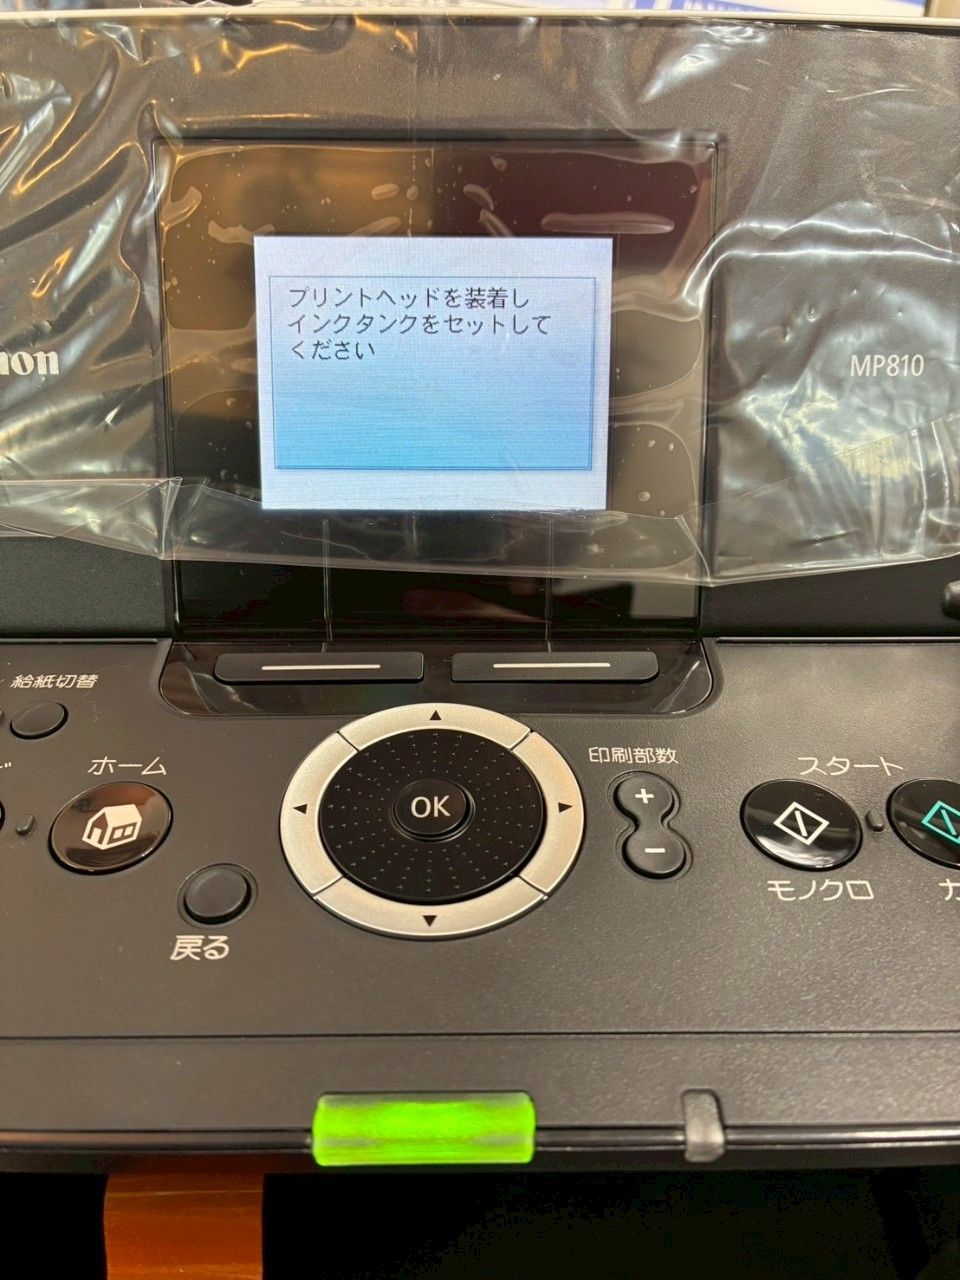 プリントヘッドを装着し
インクタンクをセットして
ください
non
MP810
給紙切替
ホーム
OK
戻る
印刷部数
+
−
スタート
モノクロ
カ